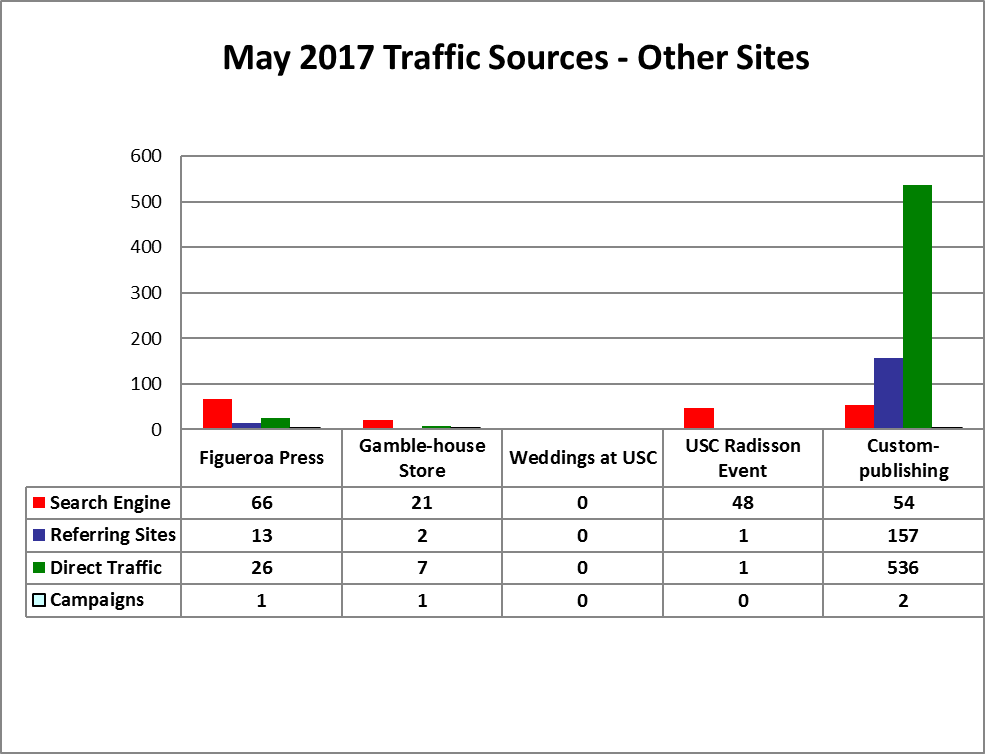 May 2017 Traffic Sources - Other Sites
600
500
400
300
200
100
0
Figueroa Press
Gamble-house
Store
Weddings at USC
USC Radisson
Event
Custom-
publishing
Search Engine 66 21 0 48 54
Referring Sites 13 2 0 1 157
Direct Traffic 26 7 0 1 536
Campaigns 1 1 0 0 2